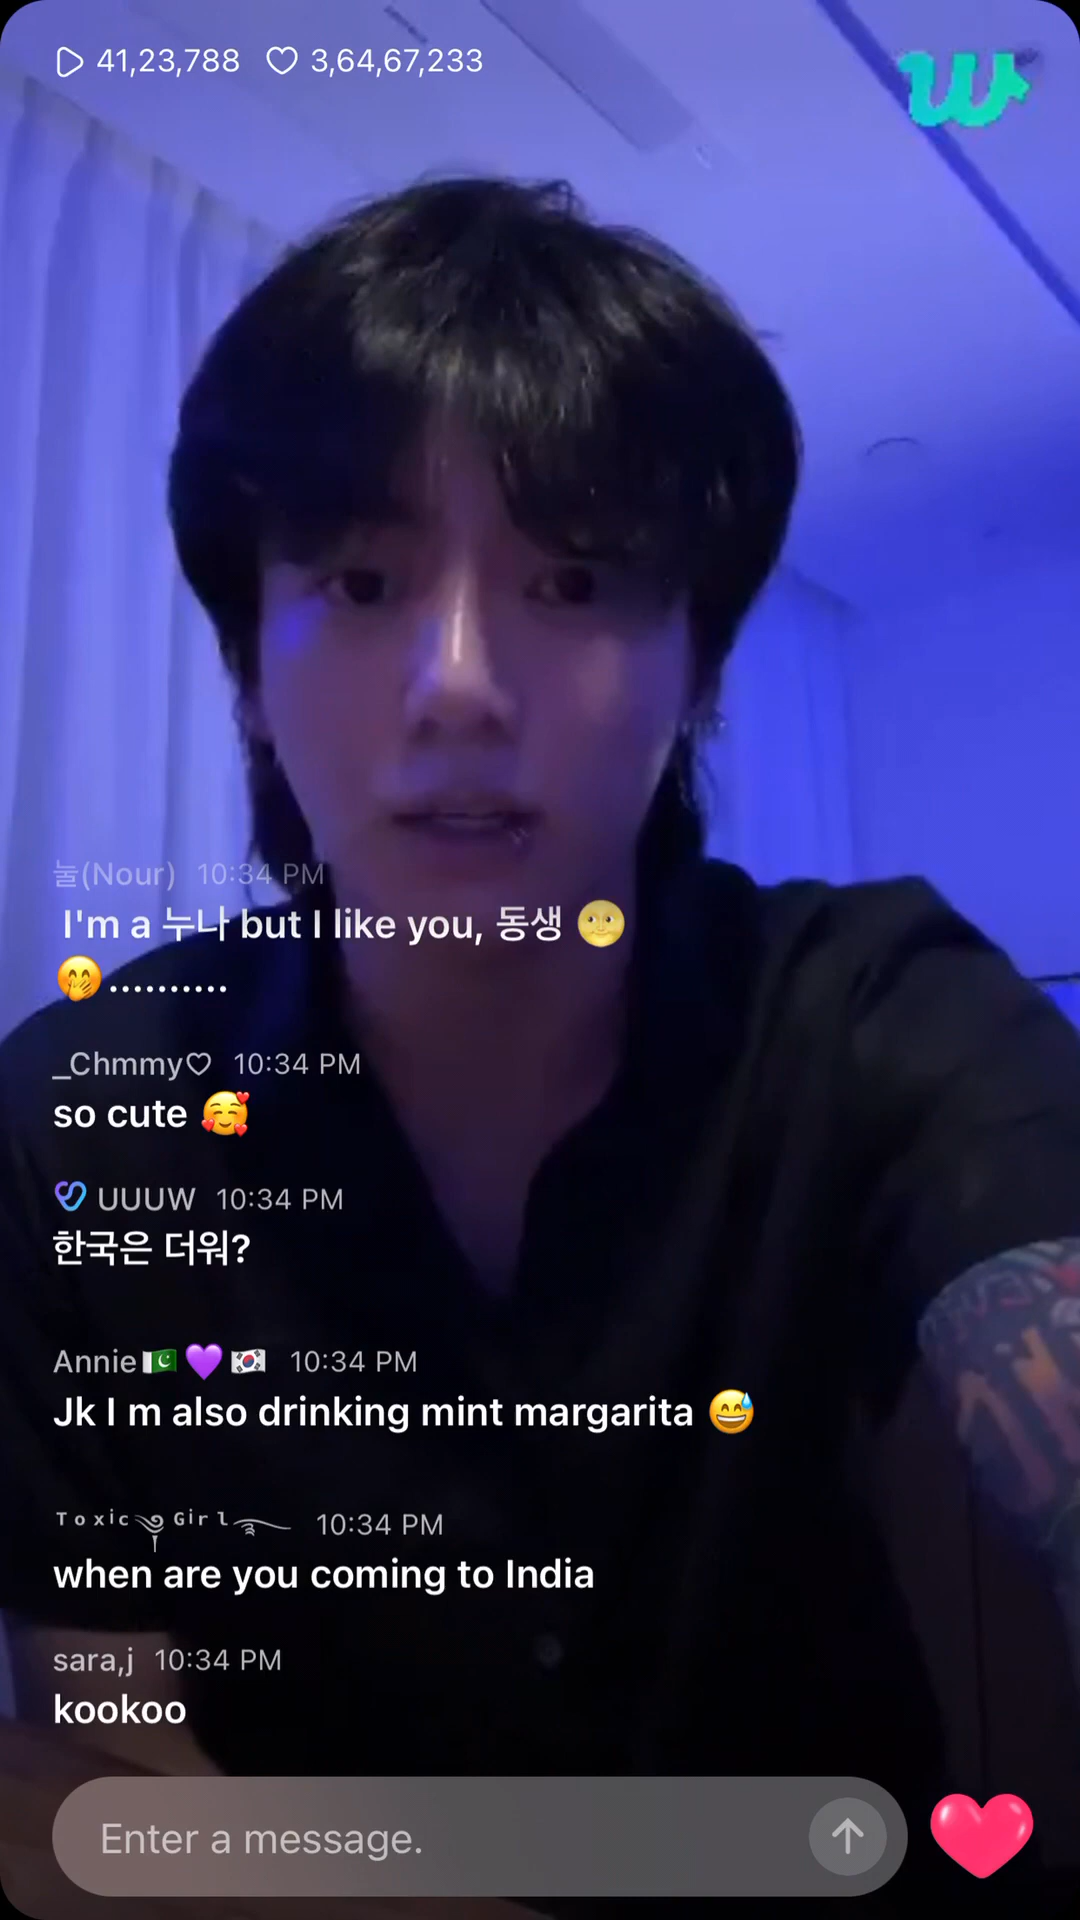 41,23,788 3,64,67,233
눌(Nour) 10:34 PM
I'm a 누나 but I like you, 동생 🌝
🤭..........
_Chmmy♡ 10:34 PM
so cute 🥰
UUUW 10:34 PM
한국은 더워?
Annie🇵🇰💜🇰🇷 10:34 PM
Jk I m also drinking mint margarita 😅
Toxic Girl 10:34 PM
when are you coming to India
sara,j 10:34 PM
kookoo
Enter a message.